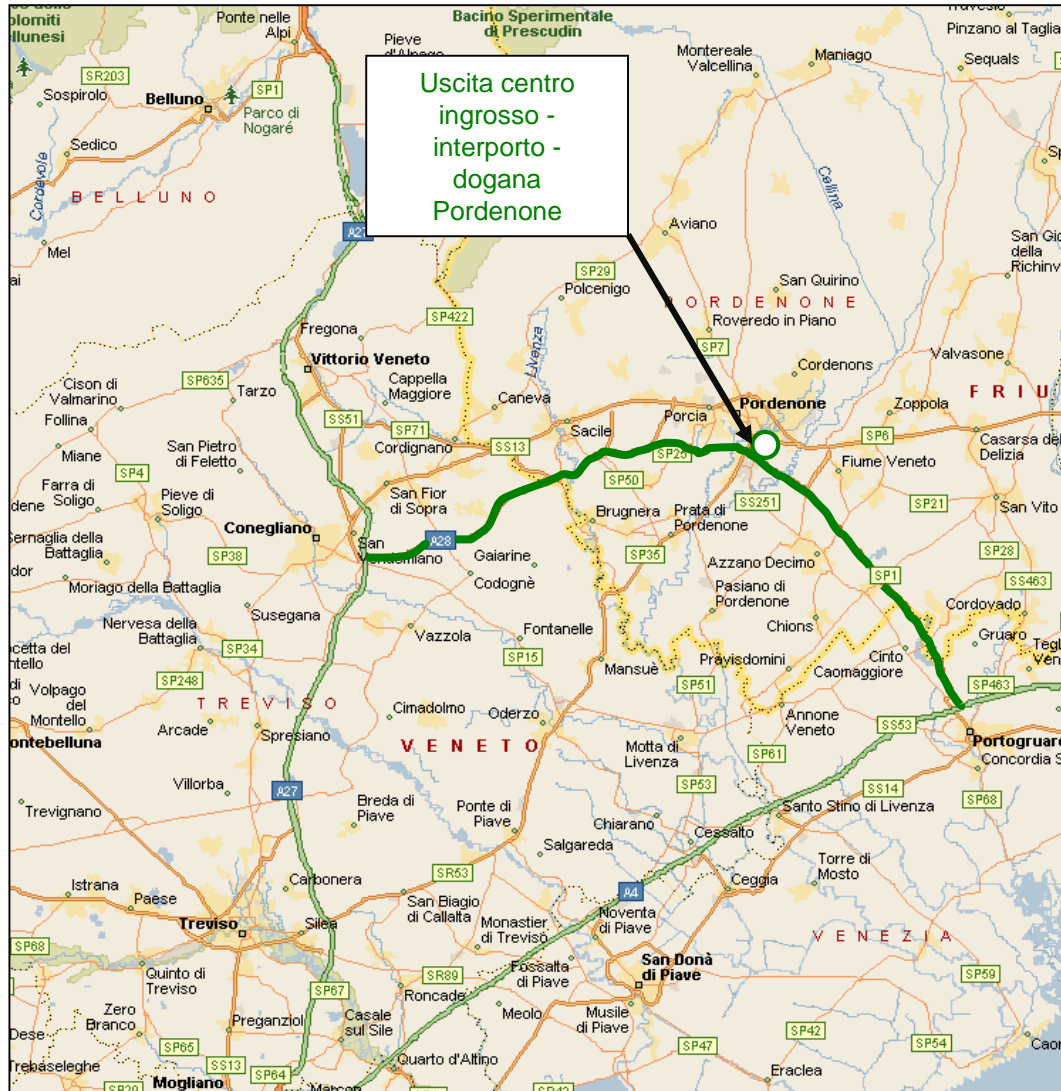 Ponte nelle
Alpi
Bacino Sperimentale
di Prescudin
Pinzano al Taglia
Pieve
d'Alpago
Montereale
Valcellina
Maniago
Sequals
SR203
SP1
Sospirolo
Belluno
Parco di
Nogaré
Sedico
Cordevole
BELLUNO
Mel
Uscita centro
ingrosso -
interporto -
dogana
Pordenone
Cellina
A27
Aviano
San Gio
della
Richinv
SP29
Polcenigo
San Quirino
PORDENONE
Roveredo in Piano
SP422
SP7
Livenza
Fregona
Vittorio Veneto
Cordenons
Valvasone
Cison di
Valmarino
SP635
Tarzo
Cappella
Maggiore
Caneva
Porcia
Pordenone
Zoppola
FRIU
Follina
Miane
SS51
SP71
Cordignano
SS13
Sacile
SP6
Casarsa del
Delizia
San Pietro
di Feletto
SP4
SP25
Fiume Veneto
Farra di
Soligo
Pieve di
Soligo
San Fior
di Sopra
SP50
SS251
SP21
San Vito
Sernaglia della
Battaglia
Conegliano
San
Vendemiano
A28
Brugnera
Prata di
Pordenone
SP38
Gaiarine
SP35
Azzano Decimo
SP28
Moriago della Battaglia
Codognè
SP1
SS463
Susegana
Pasiano di
Pordenone
Cordovado
Nervesa della
Battaglia
Vazzola
Fontanelle
Chions
Gruaro
SP34
SP15
Mansuè
Pravisdomini
Cinto
Caomaggiore
Volpago
del
Montello
SP248
SP51
SP463
TREVISO
Cimadolmo
Oderzo
Annone
Veneto
SS53
Arcade
Spresiano
VENETO
Motta di
Livenza
SP61
Portogruaro
Concordia S
Villorba
A27
SP53
SS14
SP68
Trevignano
Breda di
Piave
Ponte di
Piave
Chiarano
Santo Stino di Livenza
Cessalto
Salgareda
Torre di
Mosto
Istrana
Carbonera
SR53
A4
Ceggia
Paese
San Biagio
di Callalta
Noventa
di Piave
Treviso
Silea
Monastier
di Treviso
VENEZIA
SP68
Fossalta
di Piave
San Donà
di Piave
Quinto di
Treviso
SR89
SP59
SP67
Roncade
Meolo
Musile
di Piave
Zero
Branco
Preganziol
Casale
sul Sile
SP42
Dese
SP65
SP47
SP54
Trebaseleghe
SS13
Quarto d'Altino
Mogliano
SP64
Eraclea